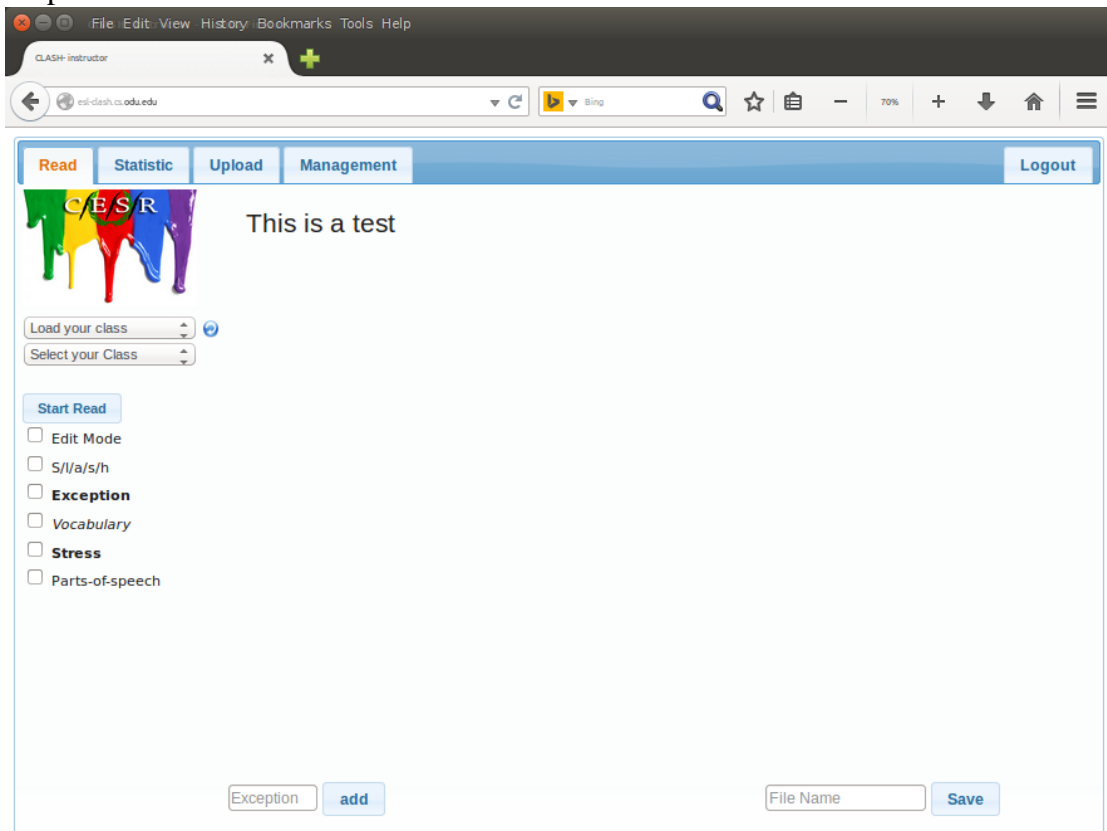 File Edit View History Bookmarks Tools Help
CLASH- instructor
esl-clash.cs.odu.edu Bing 70%
Read Statistic Upload Management Logout
C/E/S/R
This is a test
Load your class
Select your Class
Start Read
Edit Mode
S/l/a/s/h
Exception
Vocabulary
Stress
Parts-of-speech
Exception add File Name Save